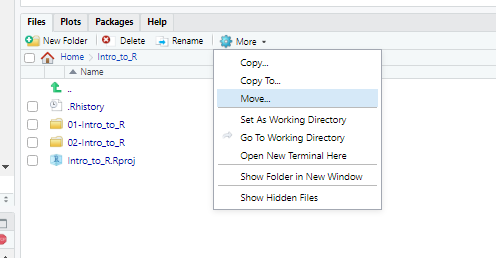 Files Plots Packages Help
New Folder Delete Rename More
Home Intro_to_R
Name
..
.Rhistory
01-Intro_to_R
02-Intro_to_R
Intro_to_R.Rproj
Copy...
Copy To...
Move...
Set As Working Directory
Go To Working Directory
Open New Terminal Here
Show Folder in New Window
Show Hidden Files